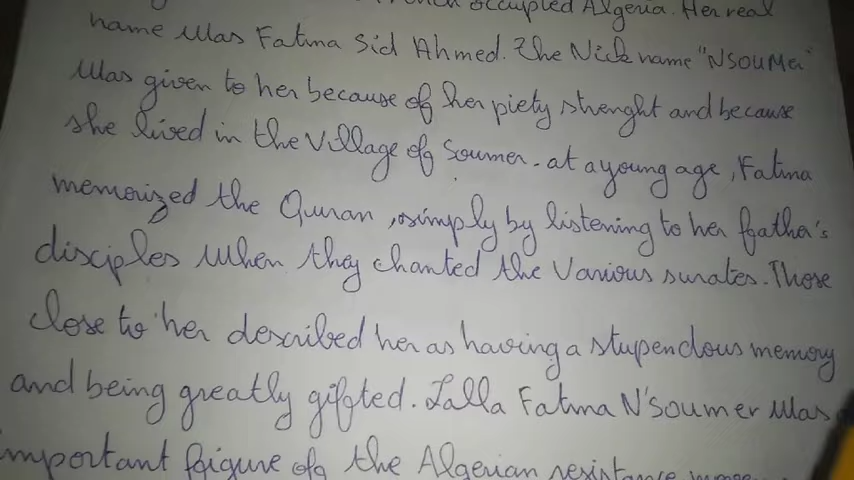 occupied Algeria. Her real
name was Fatma Sid Ahmed. The Nick name "NSOUMer"
was given to her because of her piety strenght and because
she lived in the village of Soumer. at a young age, Fatma
memorized the Quran, simply by listening to her father's
disciples when they chanted the various surates. Those
close to her described her as having a stupendous memory
and being greatly gifted. Lalla Fatma N'soumer was
important figure of the Algerian resistance